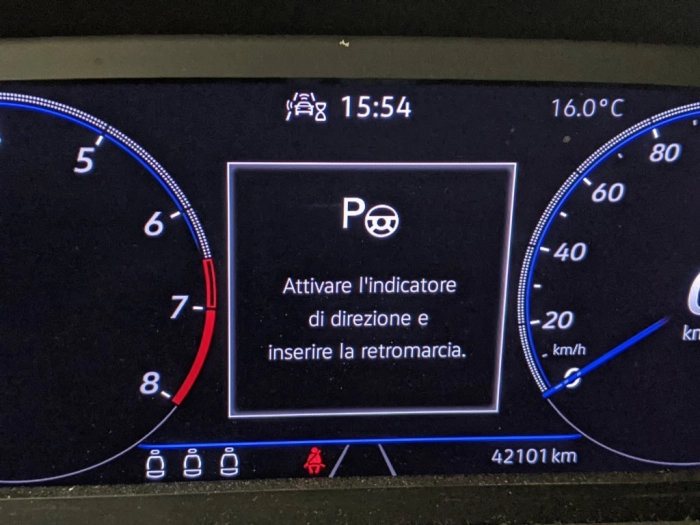 15:54
16.0°C
5
6
7
8
P
Attivare l'indicatore
di direzione e
inserire la retromarcia.
80
60
40
20
km/h
0
42101 km